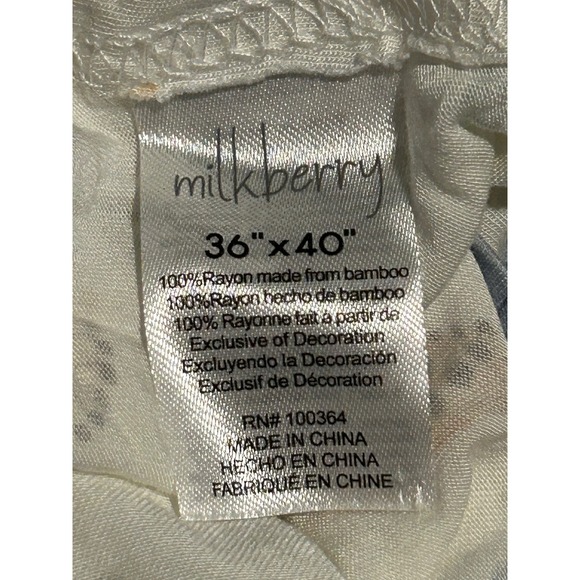 milkberry
36" x 40"
100%Rayon made from bamboo
100%Rayon hecho de bamboo
100% Rayonne fait à partir de
Exclusive of Decoration
Excluyendo la Decoración
Exclusif de Décoration
RN# 100364
MADE IN CHINA
HECHO EN CHINA
FABRIQUE EN CHINE